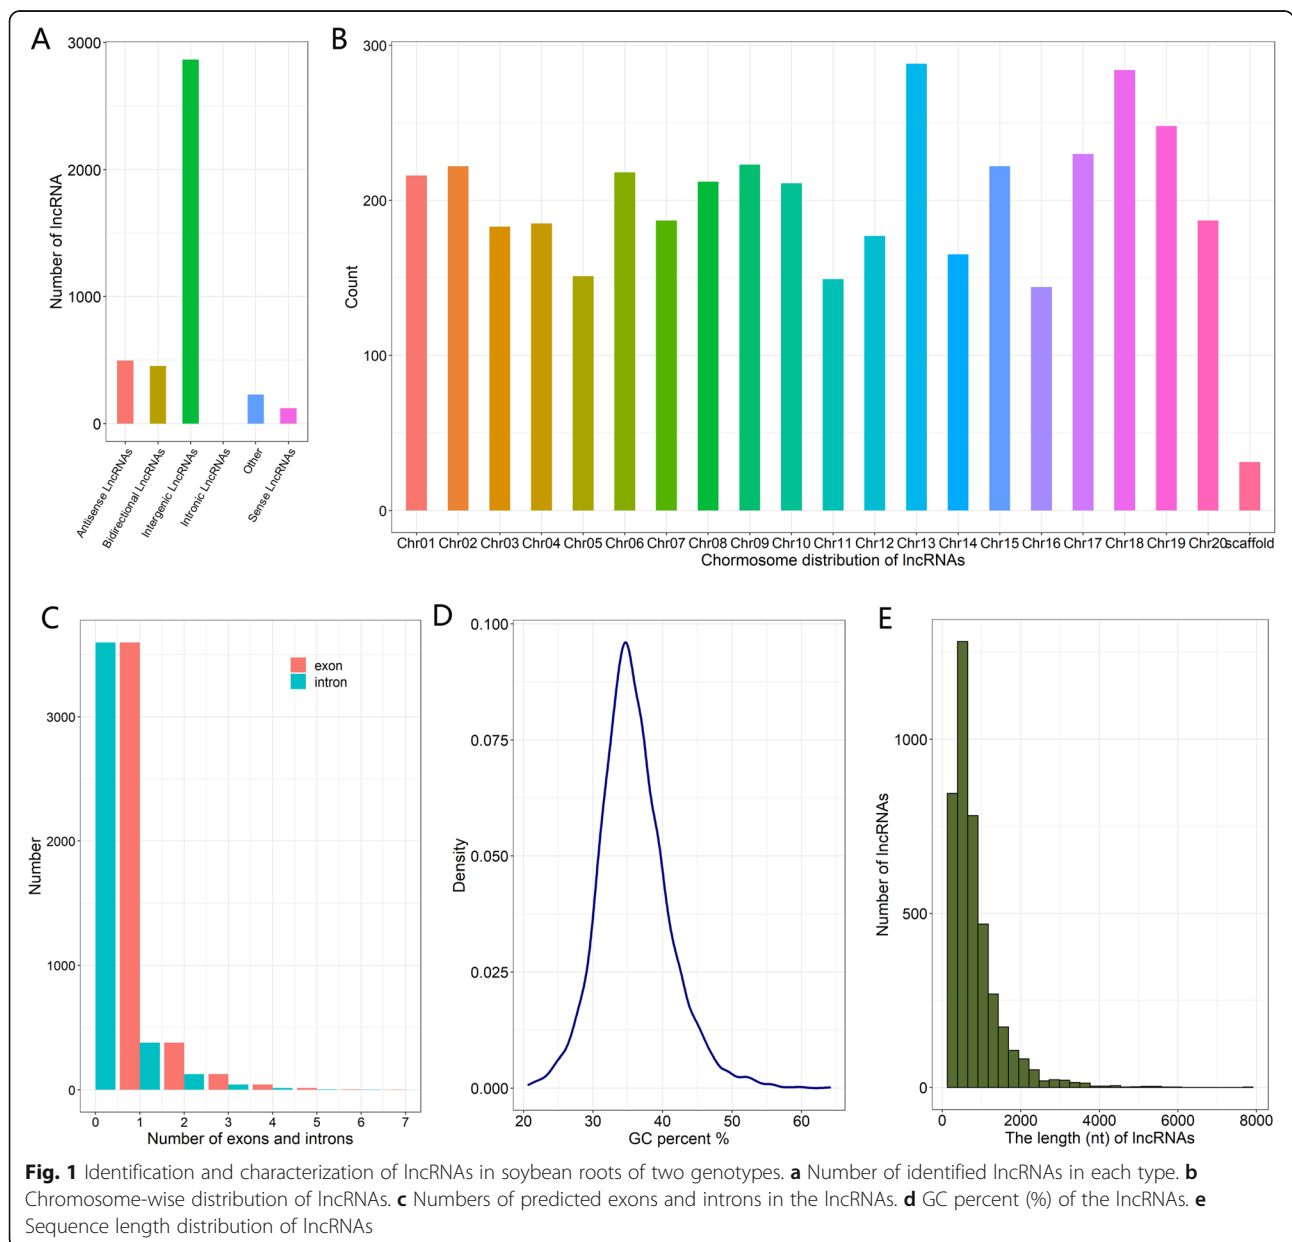 A
Number of lncRNA
3000
2000
1000
0
Antisense LncRNAs
Bidirectional LncRNAs
Intergenic LncRNAs
Intronic LncRNAs
Other
Sense LncRNAs
B
Count
300
200
100
0
Chr01 Chr02 Chr03 Chr04 Chr05 Chr06 Chr07 Chr08 Chr09 Chr10 Chr11 Chr12 Chr13 Chr14 Chr15 Chr16 Chr17 Chr18 Chr19 Chr20 scaffold
Chormosome distribution of lncRNAs
C
Number
3000
2000
1000
0
exon
intron
0 1 2 3 4 5 6 7
Number of exons and introns
D
Density
0.100
0.075
0.050
0.025
0.000
20 30 40 50 60
GC percent %
E
Number of lncRNAs
1000
500
0
0 2000 4000 6000 8000
The length (nt) of lncRNAs
Fig. 1 Identification and characterization of lncRNAs in soybean roots of two genotypes. a Number of identified lncRNAs in each type. b
Chromosome-wise distribution of lncRNAs. c Numbers of predicted exons and introns in the lncRNAs. d GC percent (%) of the lncRNAs. e
Sequence length distribution of lncRNAs